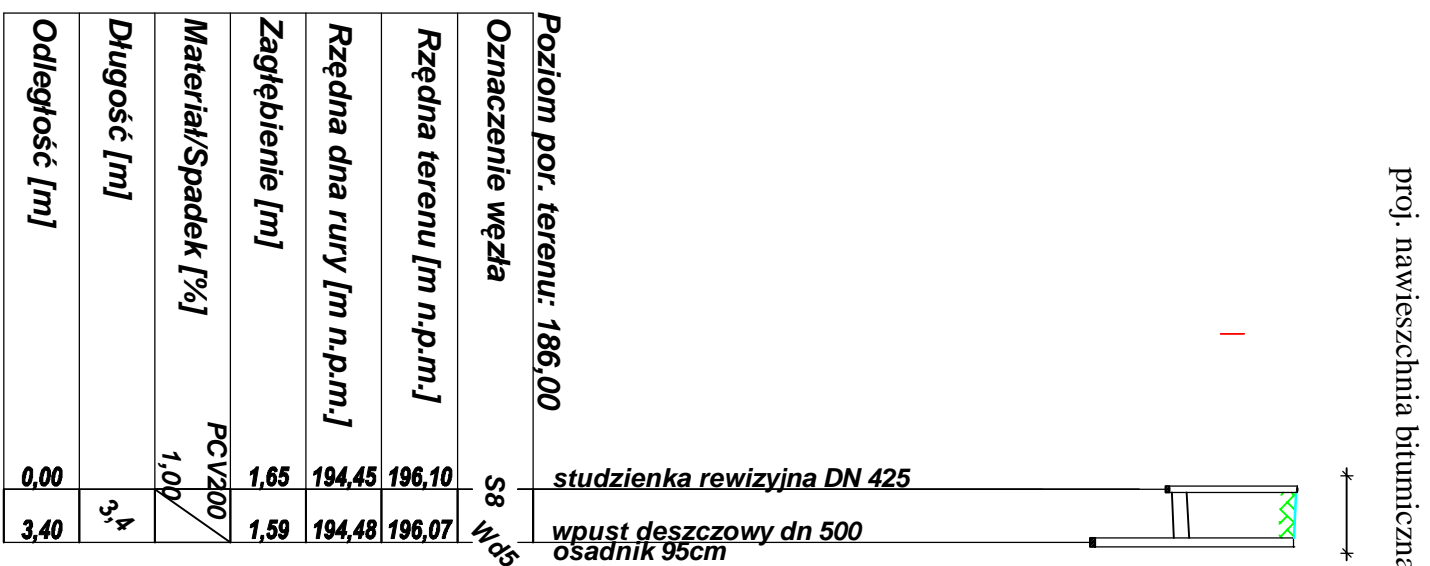 proj. nawieszchnia bitumiczna
Poziom por. terenu: 186,00
studzienka rewizyjna DN 425
wpust deszczowy dn 500
osadnik 95cm
Oznaczenie węzła S8 Wd5
Rzędna terenu [m n.p.m.] 196,10 196,07
Rzędna dna rury [m n.p.m.] 194,45 194,48
Zagłębienie [m] 1,65 1,59
Materiał/Spadek [%] PCV200 1,00
Długość [m] 3,4
Odległość [m] 0,00 3,40